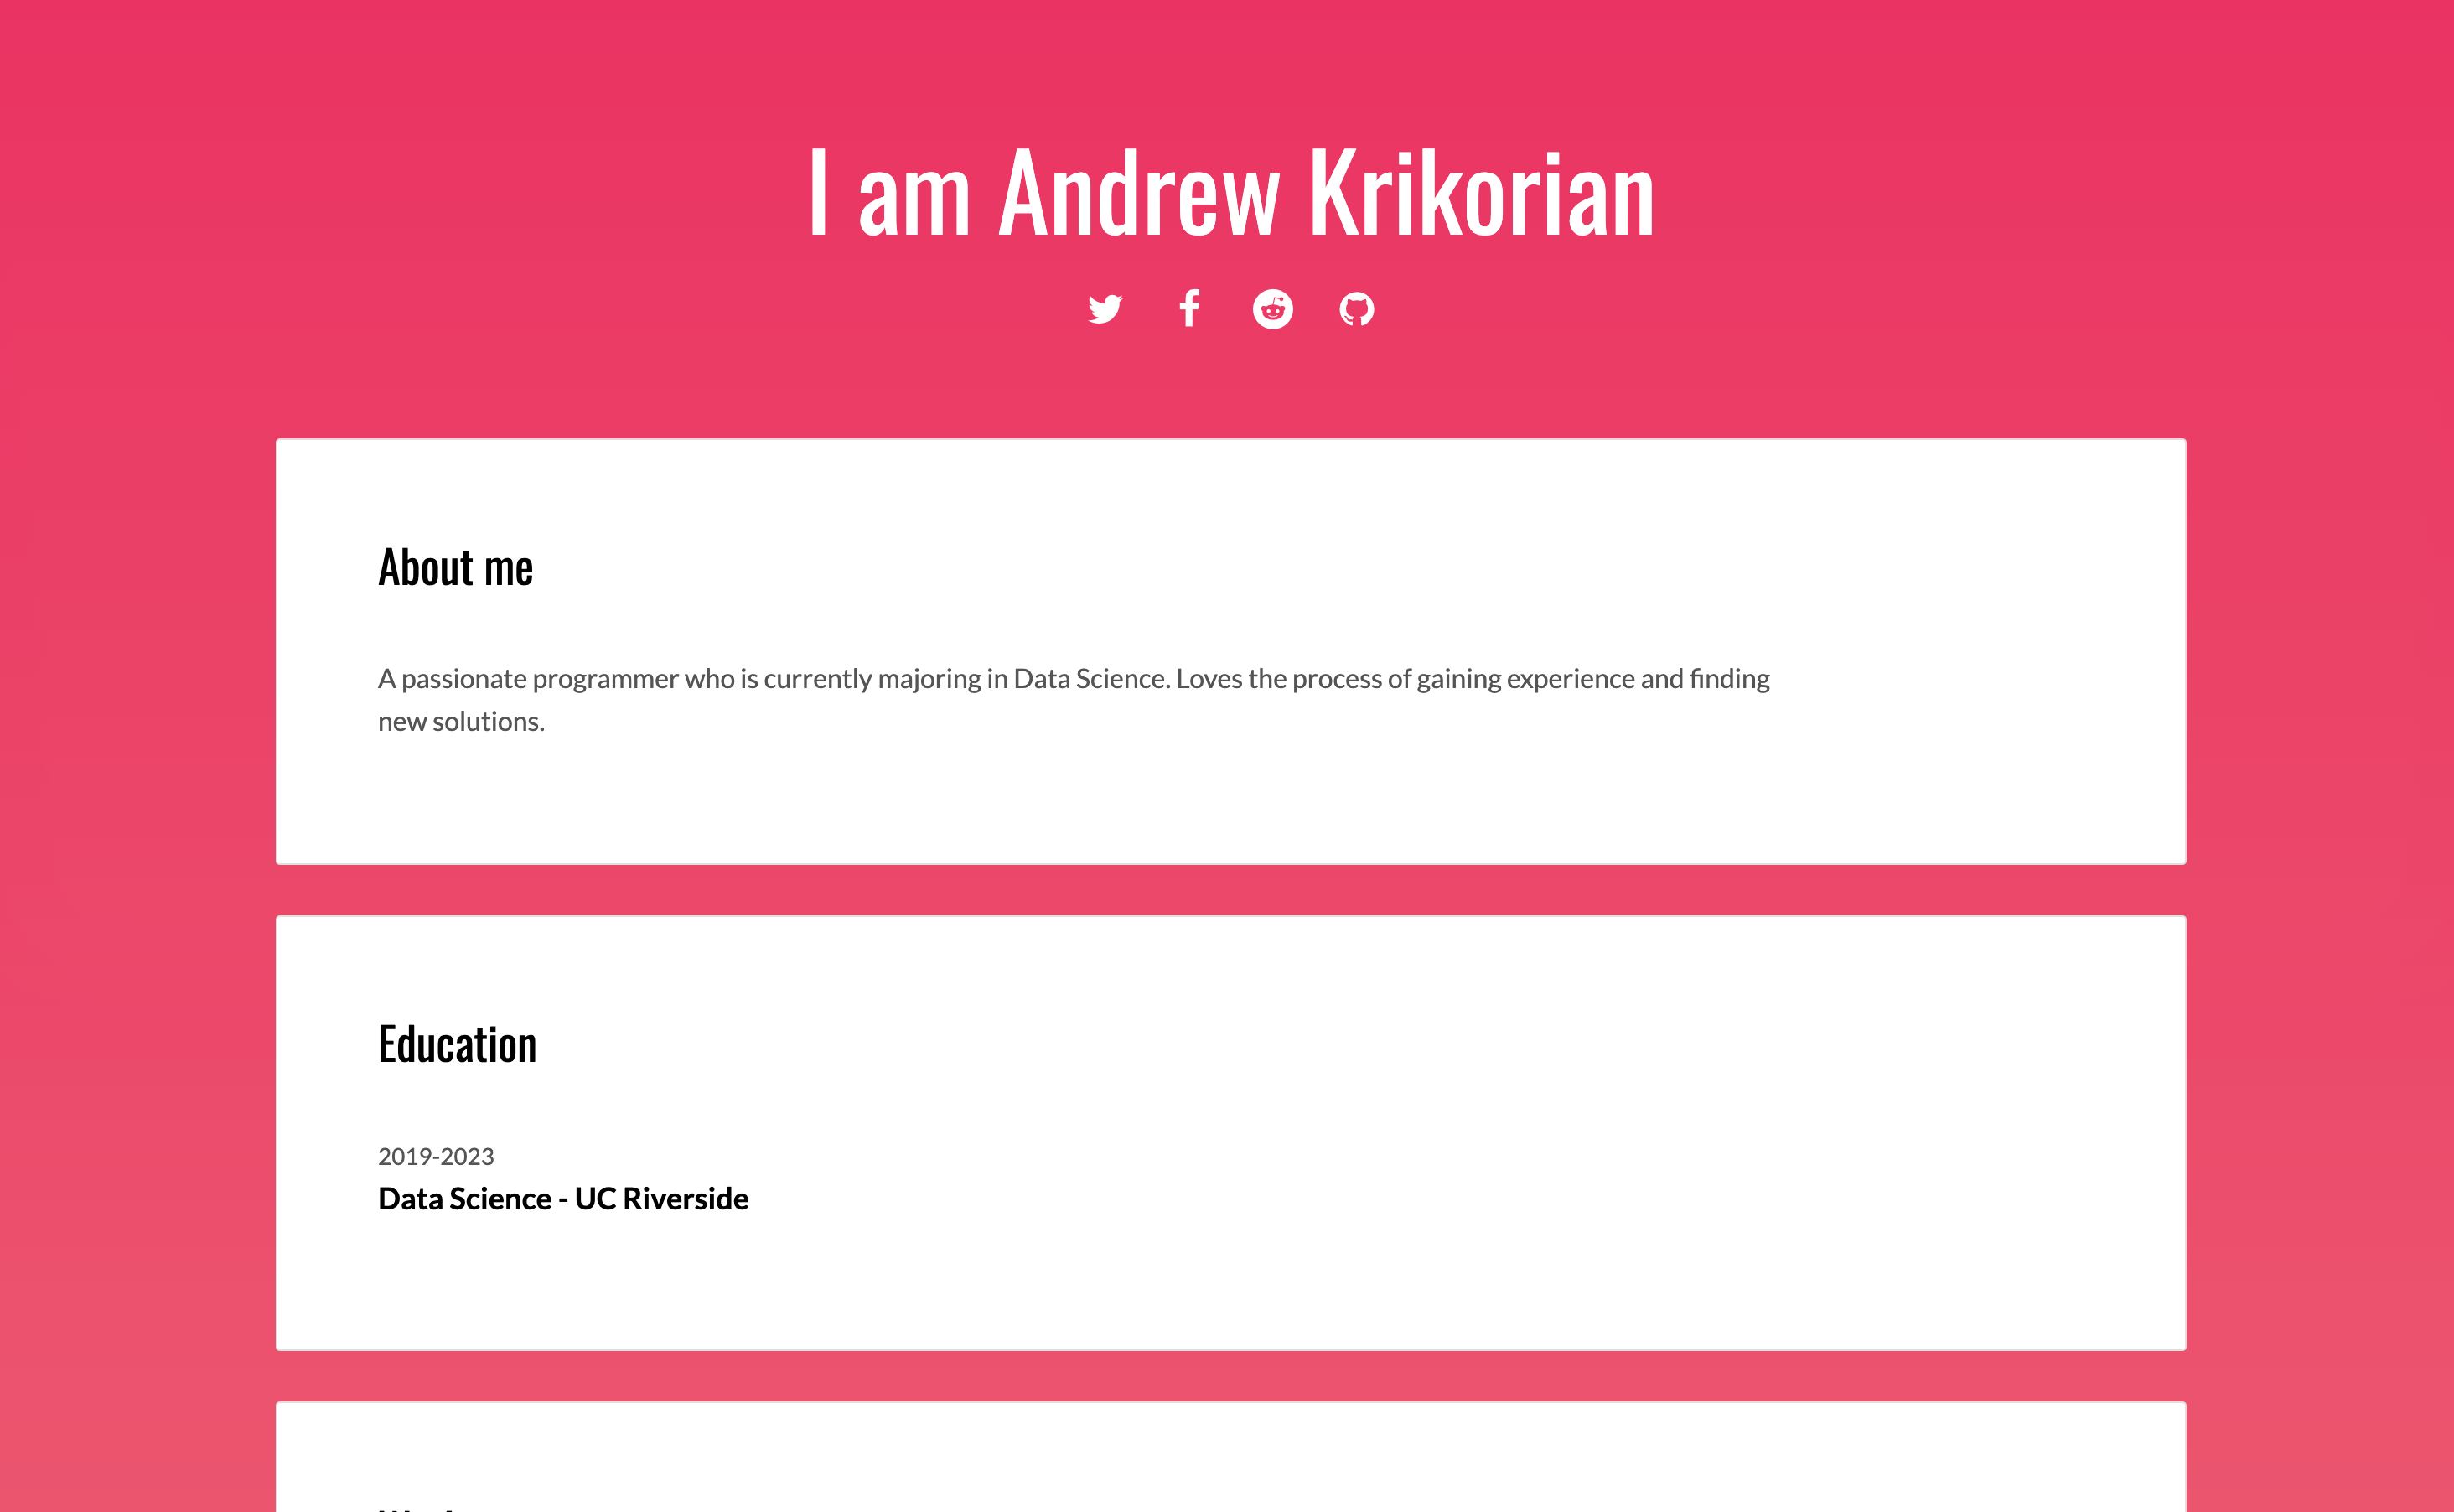 I am Andrew Krikorian
About me
A passionate programmer who is currently majoring in Data Science. Loves the process of gaining experience and finding
new solutions.
Education
2019-2023
Data Science - UC Riverside